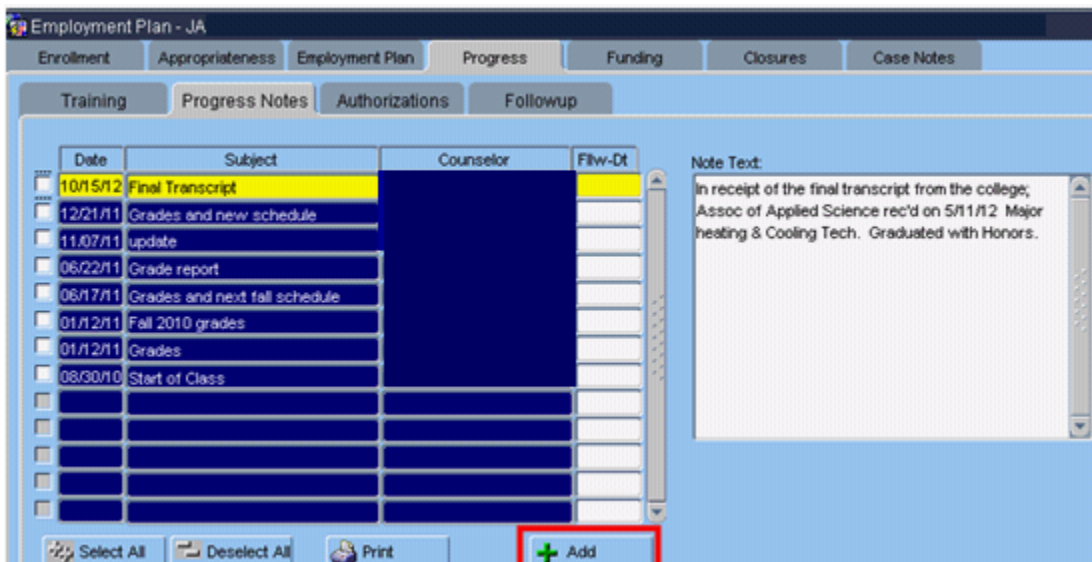 Employment Plan - JA
Enrollment Appropriateness Employment Plan Progress Funding Closures Case Notes
Training Progress Notes Authorizations Followup
Date Subject Counselor Fllw-Dt Note Text:
10/15/12 Final Transcript
12/21/11 Grades and new schedule
11/07/11 update
06/22/11 Grade report
06/17/11 Grades and next fall schedule
01/12/11 Fall 2010 grades
01/12/11 Grades
08/30/10 Start of Class
In receipt of the final transcript from the college;
Assoc of Applied Science rec'd on 5/11/12 Major
heating & Cooling Tech. Graduated with Honors.
Select All Deselect All Print Add